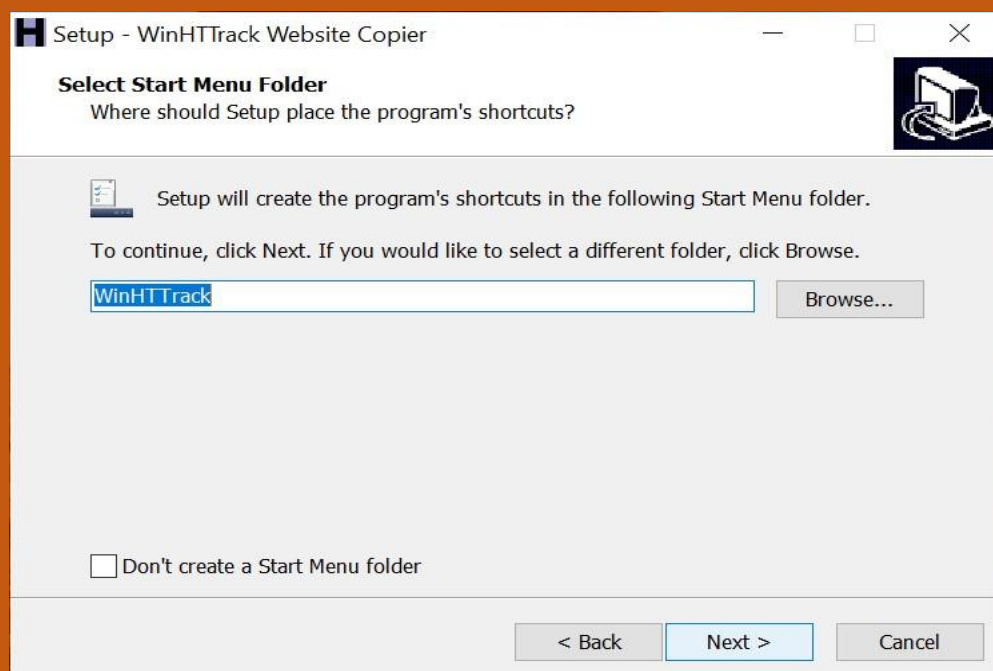 Setup - WinHTTrack Website Copier
Select Start Menu Folder
Where should Setup place the program's shortcuts?
Setup will create the program's shortcuts in the following Start Menu folder.
To continue, click Next. If you would like to select a different folder, click Browse.
WinHTTrack
Browse...
Don't create a Start Menu folder
< Back
Next >
Cancel